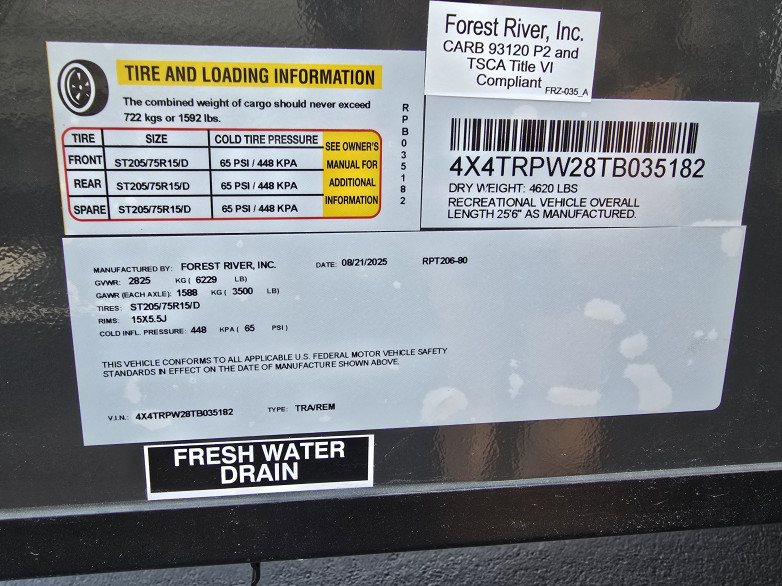 Forest River, Inc.
CARB 93120 P2 and
TSCA Title VI
Compliant
FRZ-035_A
TIRE AND LOADING INFORMATION
The combined weight of cargo should never exceed
722 kgs or 1592 lbs.
TIRE SIZE COLD TIRE PRESSURE
FRONT ST205/75R15/D 65 PSI / 448 KPA
REAR ST205/75R15/D 65 PSI / 448 KPA
SPARE ST205/75R15/D 65 PSI / 448 KPA
SEE OWNER'S
MANUAL FOR
ADDITIONAL
INFORMATION
RPB035182
4X4TRPW28TB035182
DRY WEIGHT: 4620 LBS
RECREATIONAL VEHICLE OVERALL
LENGTH 25'6" AS MANUFACTURED.
MANUFACTURED BY: FOREST RIVER, INC. DATE: 08/21/2025 RPT206-80
GVWR: 2825 KG ( 6229 LB)
GAWR (EACH AXLE): 1588 KG ( 3500 LB)
TIRES: ST205/75R15/D
RIMS: 15X5.5J
COLD INFL. PRESSURE: 448 KPA ( 65 PSI )
THIS VEHICLE CONFORMS TO ALL APPLICABLE U.S. FEDERAL MOTOR VEHICLE SAFETY
STANDARDS IN EFFECT ON THE DATE OF MANUFACTURE SHOWN ABOVE.
V.I.N.: 4X4TRPW28TB035182 TYPE: TRA/REM
FRESH WATER
DRAIN